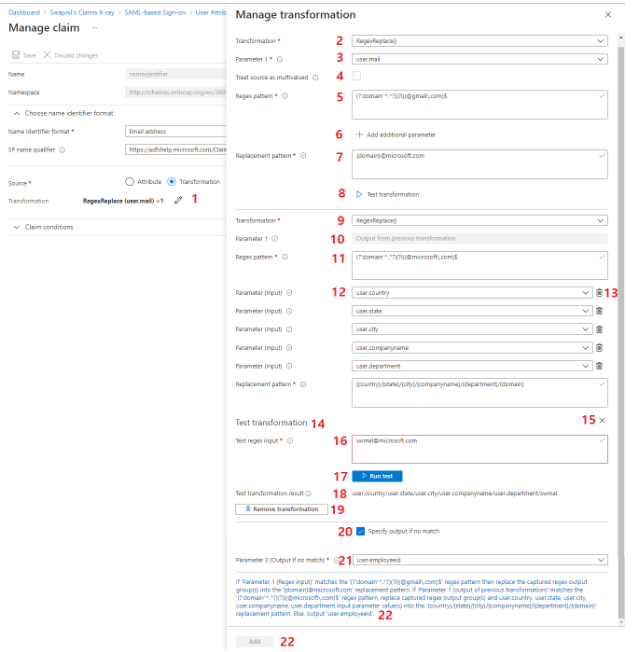 Dashboard > Swapnil's Claims X-ray > SAML-based Sign-on > User Attrib
Manage claim ...
Save Discard changes
Name nameidentifier
Namespace
Choose name identifier format
Name identifier format * Email address
SP name qualifier https://adfshelp.microsoft.com/Claim
Source * Attribute Transformation
Transformation RegexReplace (user.mail) +1 1
Claim conditions
Manage transformation
Transformation * 2 RegexReplace()
Parameter 1 * 3 user.mail
Treat source as multivalued 4
Regex pattern * 5 (?'domain'^.*?)(?i)(\@gmail\.com)$
6 Add additional parameter
Replacement pattern * 7 {domain}@microsoft.com
8 Test transformation
Transformation * 9 RegexReplace()
Parameter 1 10 Output from previous transformation
Regex pattern * 11 (?'domain'^.*?)(?i)(\@microsoft\.com)$
Parameter (Input) 12 user.country 13
Parameter (Input) user.state
Parameter (Input) user.city
Parameter (Input) user.companyname
Parameter (Input) user.department
Replacement pattern * {country}/{state}/{city}/{companyname}/{department}/{domain}
Test transformation 14 15
Test regex input * 16 swmal@microsoft.com
17 Run test
Test transformation result 18 user.country/user.state/user.city/user.companyname/user.department/swmal
Remove transformation 19
20 Specify output if no match
Parameter 3 (Output if no match) * 21 user.employeeid
If 'Parameter 1 (Regex input)' matches the '(?'domain'^.*?)(?i)(\@gmail\.com)$' regex pattern then replace the captured regex output
group(s) into the '{domain}@microsoft.com' replacement pattern. If 'Parameter 1 (output of previous transformation)' matches the
'(?'domain'^.*?)(?i)(\@microsoft\.com)$' regex pattern, replace captured regex output group(s) and user.country, user.state, user.city,
user.companyname, user.department input parameter value(s) into the '{country}/{state}/{city}/{companyname}/{department}/{domain}'
replacement pattern. Else, output 'user.employeeid'. 22
Add 22